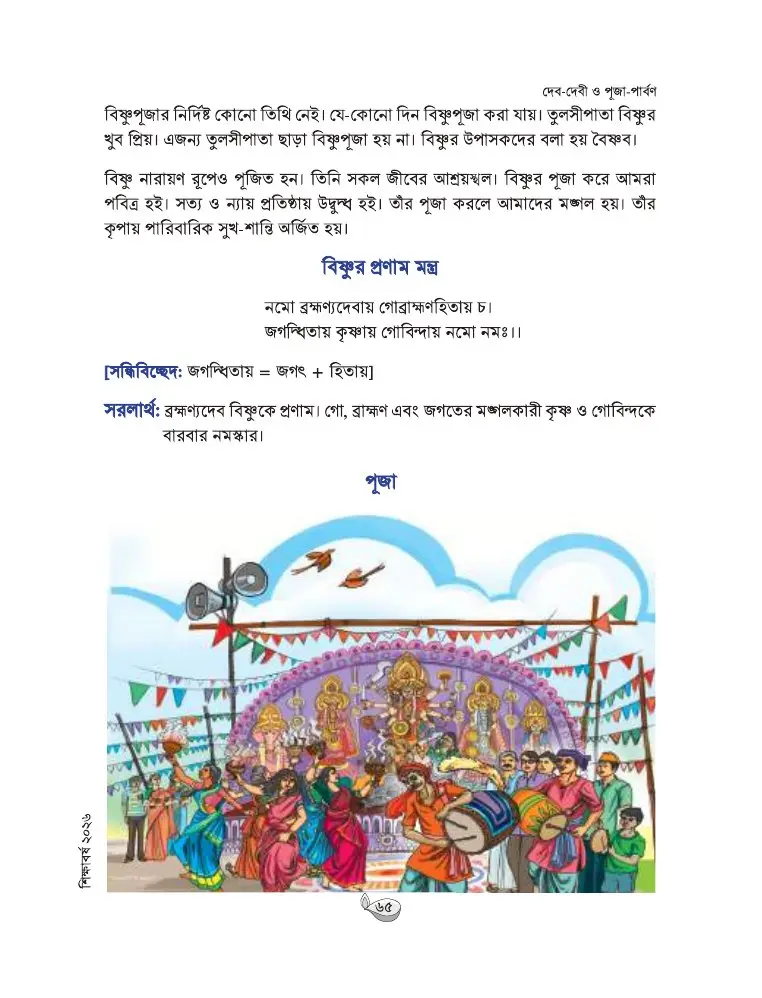 দেব-দেবী ও পূজা-পার্বণ
বিষ্ণুপূজার নির্দিষ্ট কোনো তিথি নেই। যে-কোনো দিন বিষ্ণুপূজা করা যায়। তুলসীপাতা বিষ্ণুর
খুব প্রিয়। এজন্য তুলসীপাতা ছাড়া বিষ্ণুপূজা হয় না। বিষ্ণুর উপাসকদের বলা হয় বৈষ্ণব।
বিষ্ণু নারায়ণ রূপেও পূজিত হন। তিনি সকল জীবের আশ্রয়স্থল। বিষ্ণুর পূজা করে আমরা
পবিত্র হই। সত্য ও ন্যায় প্রতিষ্ঠায় উদ্বুদ্ধ হই। তাঁর পূজা করলে আমাদের মঙ্গল হয়। তাঁর
কৃপায় পারিবারিক সুখ-শান্তি অর্জিত হয়।
বিষ্ণুর প্রণাম মন্ত্র
নমো ব্রহ্মণ্যদেবায় গোব্রাহ্মণহিতায় চ।
জগদ্ধিতায় কৃষ্ণায় গোবিন্দায় নমো নমঃ।।
[সন্ধিবিচ্ছেদ: জগদ্ধিতায় = জগৎ + হিতায়]
সরলার্থ: ব্রহ্মণ্যদেব বিষ্ণুকে প্রণাম। গো, ব্রাহ্মণ এবং জগতের মঙ্গলকারী কৃষ্ণ ও গোবিন্দকে
বারবার নমস্কার।
পূজা
শিক্ষাবর্ষ ২০২৬
৬৫